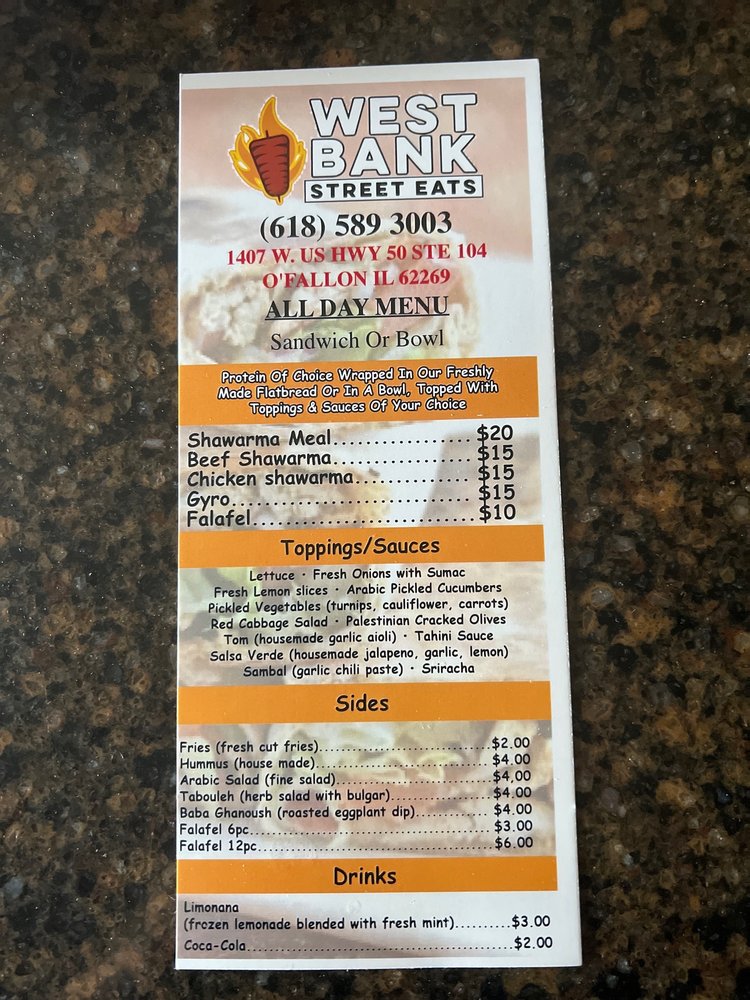 WEST
BANK
STREET EATS
(618) 589 3003
1407 W. US HWY 50 STE 104
O'FALLON IL 62269
ALL DAY MENU
Sandwich Or Bowl
Protein Of Choice Wrapped In Our Freshly
Made Flatbread Or In A Bowl, Topped With
Toppings & Sauces Of Your Choice
Shawarma Meal.................. $20
Beef Shawarma.................. $15
Chicken shawarma............... $15
Gyro............................... $15
Falafel............................$10
Toppings/Sauces
Lettuce · Fresh Onions with Sumac
Fresh Lemon slices · Arabic Pickled Cucumbers
Pickled Vegetables (turnips, cauliflower, carrots)
Red Cabbage Salad · Palestinian Cracked Olives
Tom (housemade garlic aioli) · Tahini Sauce
Salsa Verde (housemade jalapeno, garlic, lemon)
Sambal (garlic chili paste) · Sriracha
Sides
Fries (fresh cut fries)..............................$2.00
Hummus (house made)............................... $4.00
Arabic Salad (fine salad)...........................$4.00
Tabouleh (herb salad with bulgar)................. $4.00
Baba Ghanoush (roasted eggplant dip)............. $4.00
Falafel 6pc.......................................... $3.00
Falafel 12pc.........................................$6.00
Drinks
Limonana
(frozen lemonade blended with fresh mint)..........$3.00
Coca-Cola...............................................$2.00